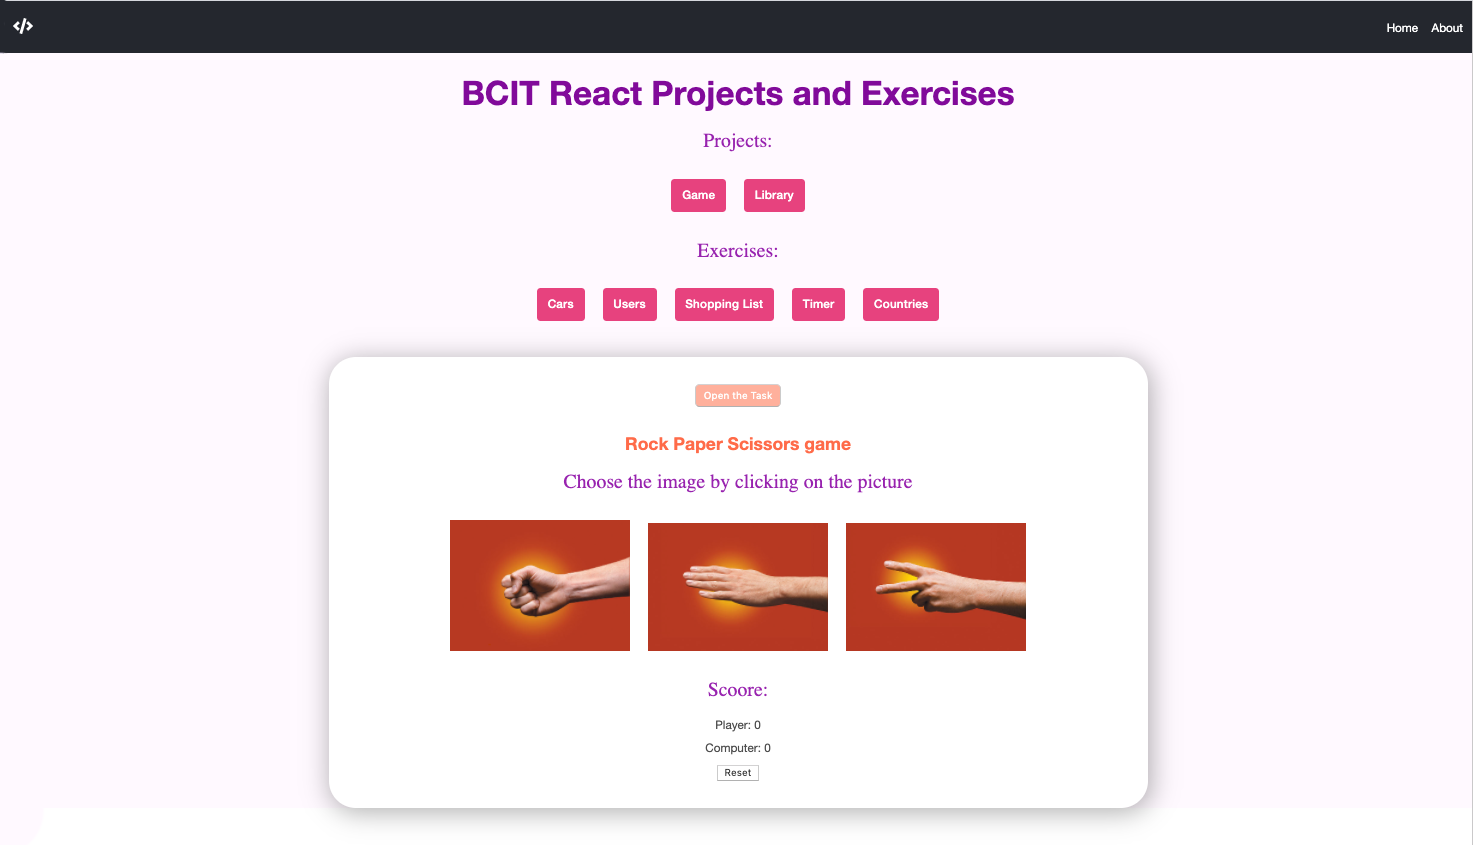 </>
Home About
BCIT React Projects and Exercises
Projects:
Game Library
Exercises:
Cars Users Shopping List Timer Countries
Open the Task
Rock Paper Scissors game
Choose the image by clicking on the picture
Scoore:
Player: 0
Computer: 0
Reset